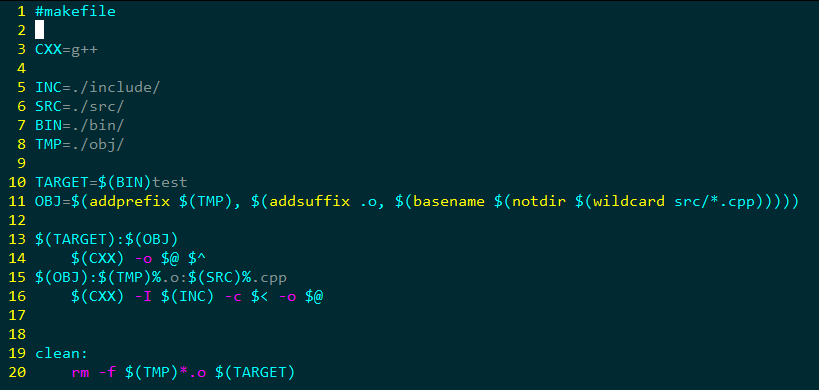 1 #makefile
2
3 CXX=g++
4
5 INC=./include/
6 SRC=./src/
7 BIN=./bin/
8 TMP=./obj/
9
10 TARGET=$(BIN)test
11 OBJ=$(addprefix $(TMP), $(addsuffix .o, $(basename $(notdir $(wildcard src/*.cpp)))))
12
13 $(TARGET):$(OBJ)
14     $(CXX) -o $@ $^
15 $(OBJ):$(TMP)%.o:$(SRC)%.cpp
16     $(CXX) -I $(INC) -c $< -o $@
17
18
19 clean:
20     rm -f $(TMP)*.o $(TARGET)